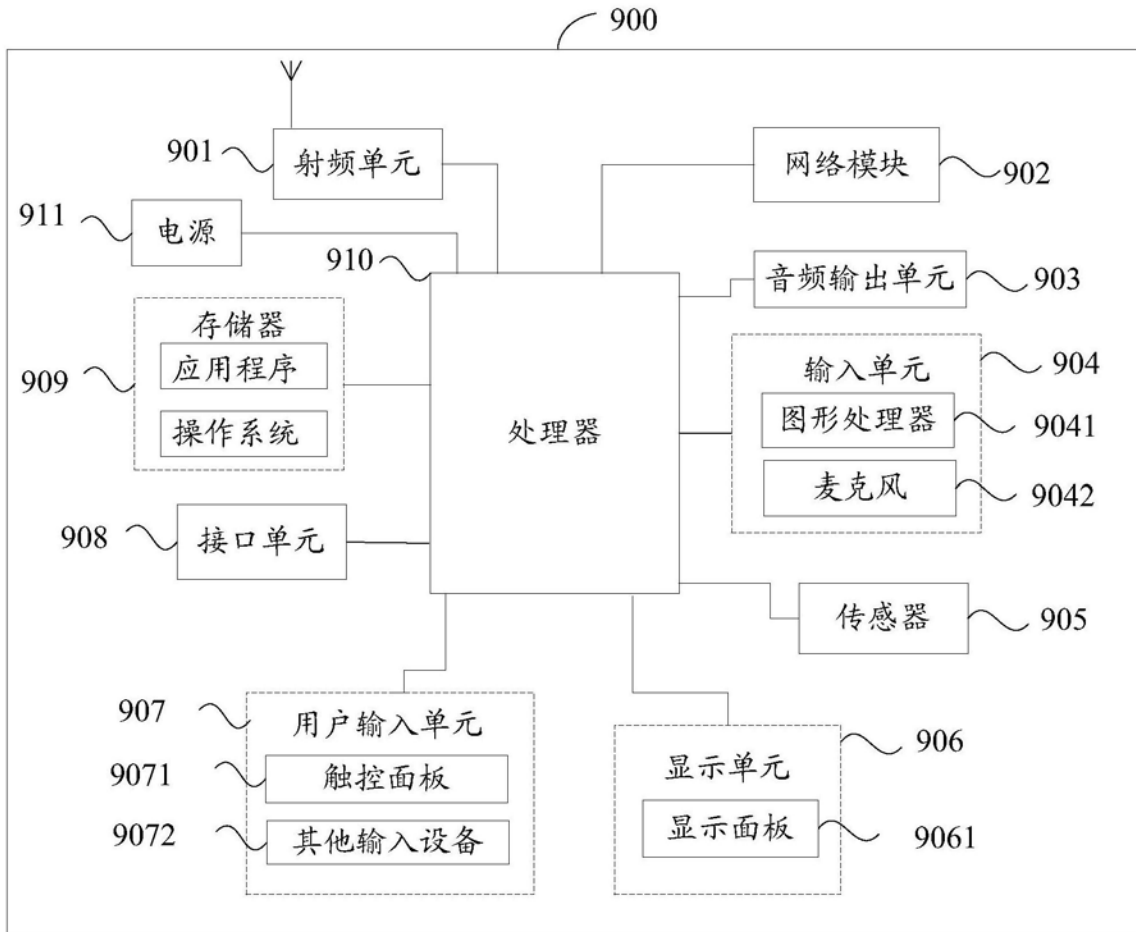 900
901
射频单元
网络模块
902
911
电源
910
音频输出单元
903
存储器
应用程序
操作系统
909
处理器
输入单元
904
图形处理器
9041
麦克风
9042
908
接口单元
传感器
905
907
用户输入单元
9071
触控面板
9072
其他输入设备
显示单元
906
显示面板
9061